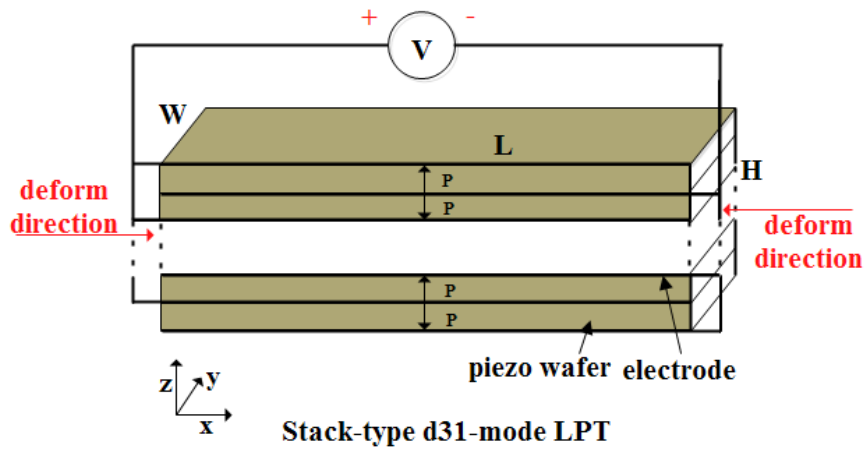 + -
V
W
L
H
P
P
deform
direction
deform
direction
P
P
piezo wafer
electrode
z
y
x
Stack-type d31-mode LPT